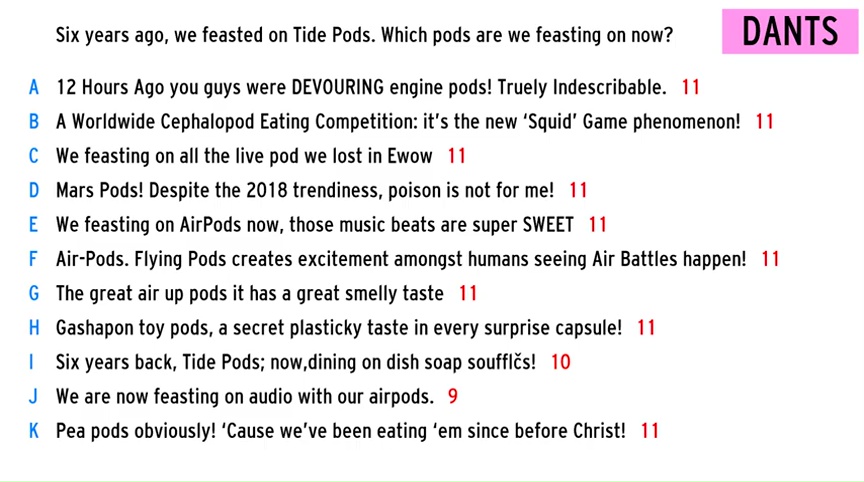 Six years ago, we feasted on Tide Pods. Which pods are we feasting on now?
DANTS
A 12 Hours Ago you guys were DEVOURING engine pods! Truely Indescribable. 11
B A Worldwide Cephalopod Eating Competition: it's the new 'Squid' Game phenomenon! 11
C We feasting on all the live pod we lost in Ewow 11
D Mars Pods! Despite the 2018 trendiness, poison is not for me! 11
E We feasting on AirPods now, those music beats are super SWEET 11
F Air-Pods. Flying Pods creates excitement amongst humans seeing Air Battles happen! 11
G The great air up pods it has a great smelly taste 11
H Gashapon toy pods, a secret plasticky taste in every surprise capsule! 11
I Six years back, Tide Pods; now,dining on dish soap soufflčs! 10
J We are now feasting on audio with our airpods. 9
K Pea pods obviously! 'Cause we've been eating 'em since before Christ! 11